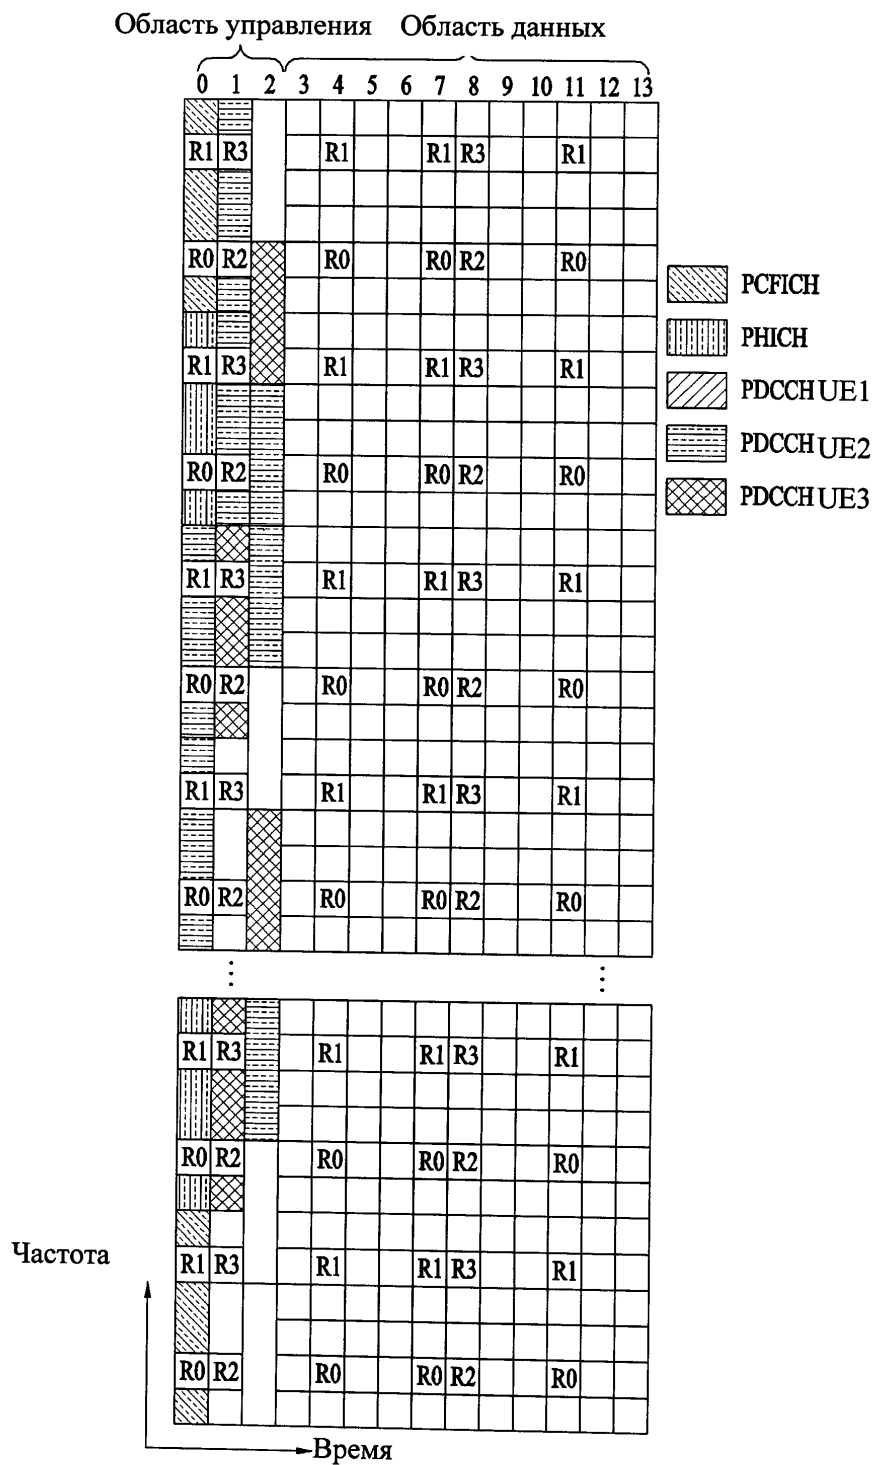 Область управления Область данных
0 1 2 3 4 5 6 7 8 9 10 11 12 13
R1 R3 R1 R1 R3 R1
R0 R2 R0 R0 R2 R0
PCFICH
PHICH
R1 R3 R1 R1 R3 R1
PDCCH UE1
PDCCH UE2
R0 R2 R0 R0 R2 R0
PDCCH UE3
R1 R3 R1 R1 R3 R1
R0 R2 R0 R0 R2 R0
R1 R3 R1 R1 R3 R1
R0 R2 R0 R0 R2 R0
R1 R3 R1 R1 R3 R1
R0 R2 R0 R0 R2 R0
Частота
R1 R3 R1 R1 R3 R1
R0 R2 R0 R0 R2 R0
Время